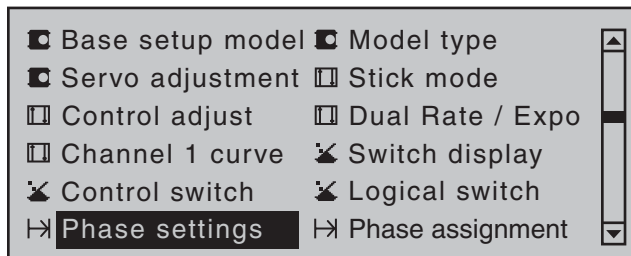 Base setup model Model type
Servo adjustment Stick mode
Control adjust Dual Rate / Expo
Channel 1 curve Switch display
Control switch Logical switch
Phase settings Phase assignment